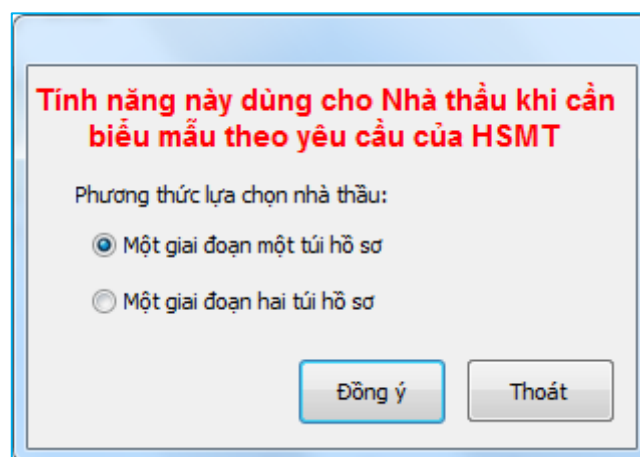 Tính năng này dùng cho Nhà thầu khi cần
biểu mẫu theo yêu cầu của HSMT
Phương thức lựa chọn nhà thầu:
Một giai đoạn một túi hồ sơ
Một giai đoạn hai túi hồ sơ
Đồng ý
Thoát